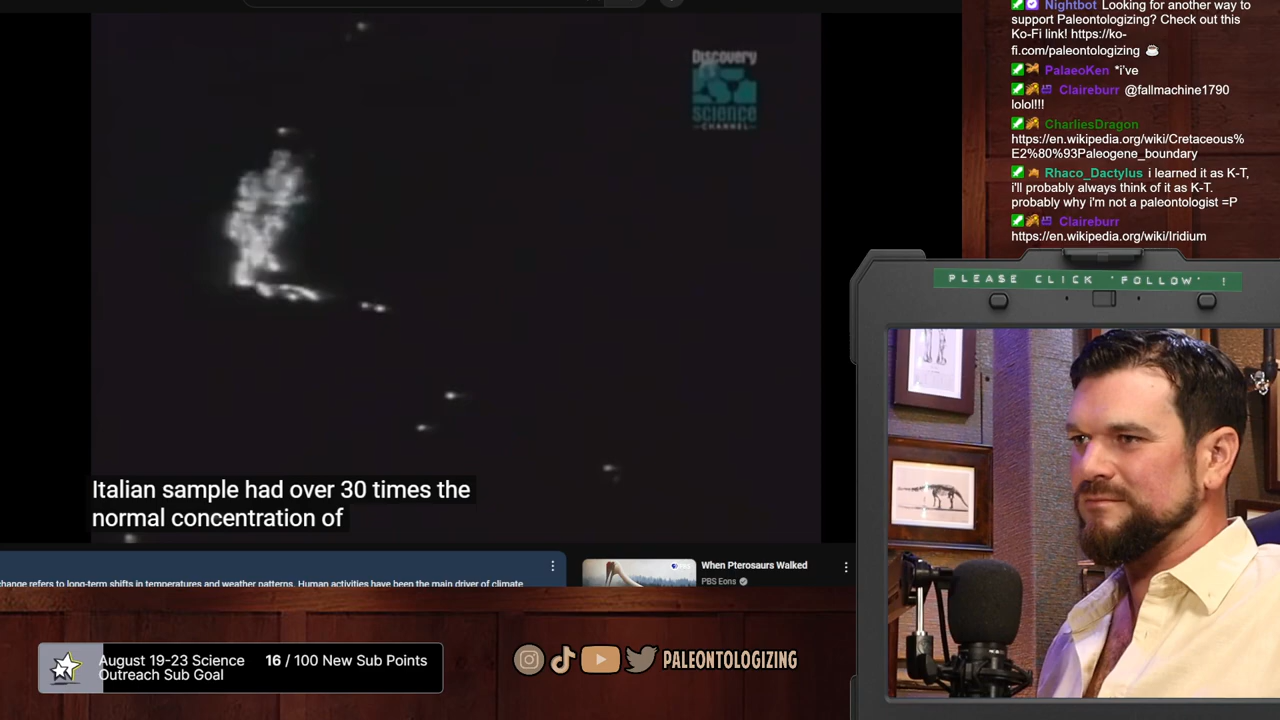 Nightbot Looking for another way to
support Paleontologizing? Check out this
Ko-Fi link! https://ko-
fi.com/paleontologizing
PalaeoKen *i've
Claireburr @fallmachine1790
lolol!!!
CharliesDragon
https://en.wikipedia.org/wiki/Cretaceous%
E2%80%93Paleogene_boundary
Rhaco_Dactylus i learned it as K-T,
i'll probably always think of it as K-T.
probably why i'm not a paleontologist =P
Claireburr
https://en.wikipedia.org/wiki/Iridium
Discovery
science
CHANNEL
PLEASE CLICK 'FOLLOW' !
Italian sample had over 30 times the
normal concentration of
change refers to long-term shifts in temperatures and weather patterns. Human activities have been the main driver of climate
When Pterosaurs Walked
PBS Eons
August 19-23 Science
Outreach Sub Goal
16 / 100 New Sub Points
PALEONTOLOGIZING